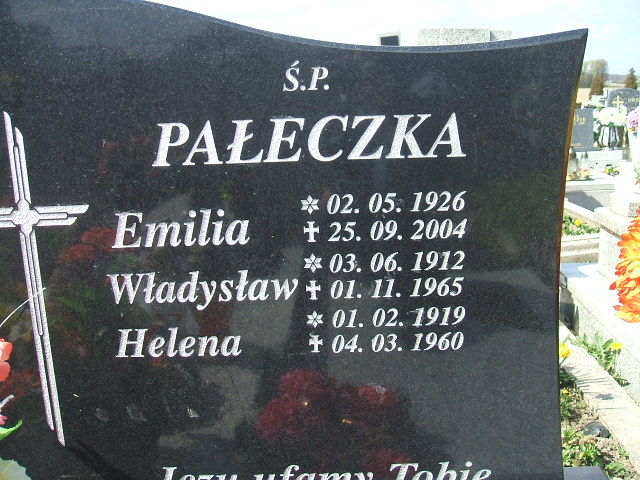 Ś.P.
PAŁECZKA
Emilia ✲ 02. 05. 1926
✝ 25. 09. 2004
Władysław ✲ 03. 06. 1912
✝ 01. 11. 1965
Helena ✲ 01. 02. 1919
✝ 04. 03. 1960
Jezu ufamy Tobie